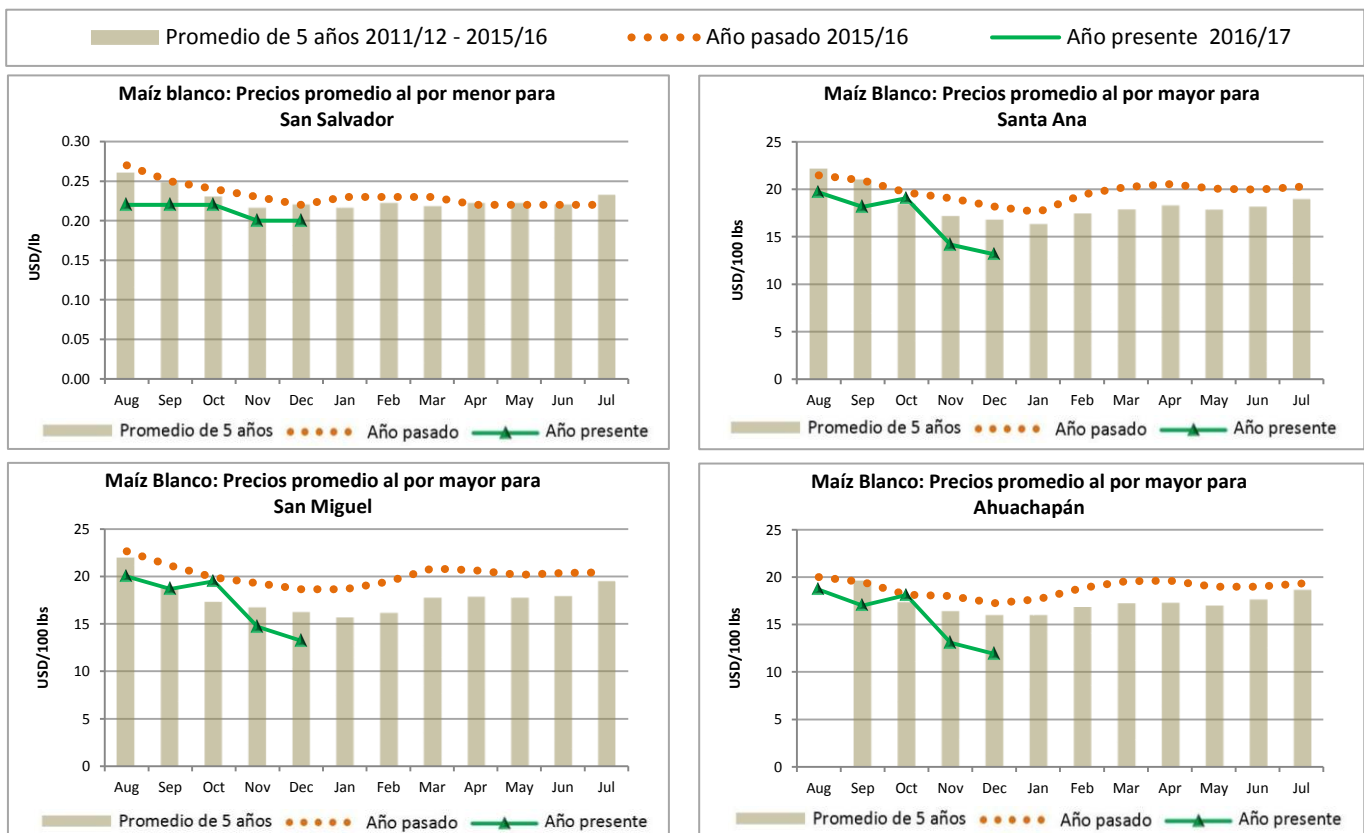 Promedio de 5 años 2011/12 - 2015/16 Año pasado 2015/16 Año presente 2016/17
Maíz blanco: Precios promedio al por menor para
San Salvador
USD/lb
0.30
0.25
0.20
0.15
0.10
0.05
0.00
Aug Sep Oct Nov Dec Jan Feb Mar Apr May Jun Jul
Promedio de 5 años Año pasado Año presente
Maíz Blanco: Precios promedio al por mayor para
Santa Ana
USD/100 lbs
25
20
15
10
5
0
Aug Sep Oct Nov Dec Jan Feb Mar Apr May Jun Jul
Promedio de 5 años Año pasado Año presente
Maíz Blanco: Precios promedio al por mayor para
San Miguel
USD/100 lbs
25
20
15
10
5
0
Aug Sep Oct Nov Dec Jan Feb Mar Apr May Jun Jul
Promedio de 5 años Año pasado Año presente
Maíz Blanco: Precios promedio al por mayor para
Ahuachapán
USD/100 lbs
25
20
15
10
5
0
Aug Sep Oct Nov Dec Jan Feb Mar Apr May Jun Jul
Promedio de 5 años Año pasado Año presente